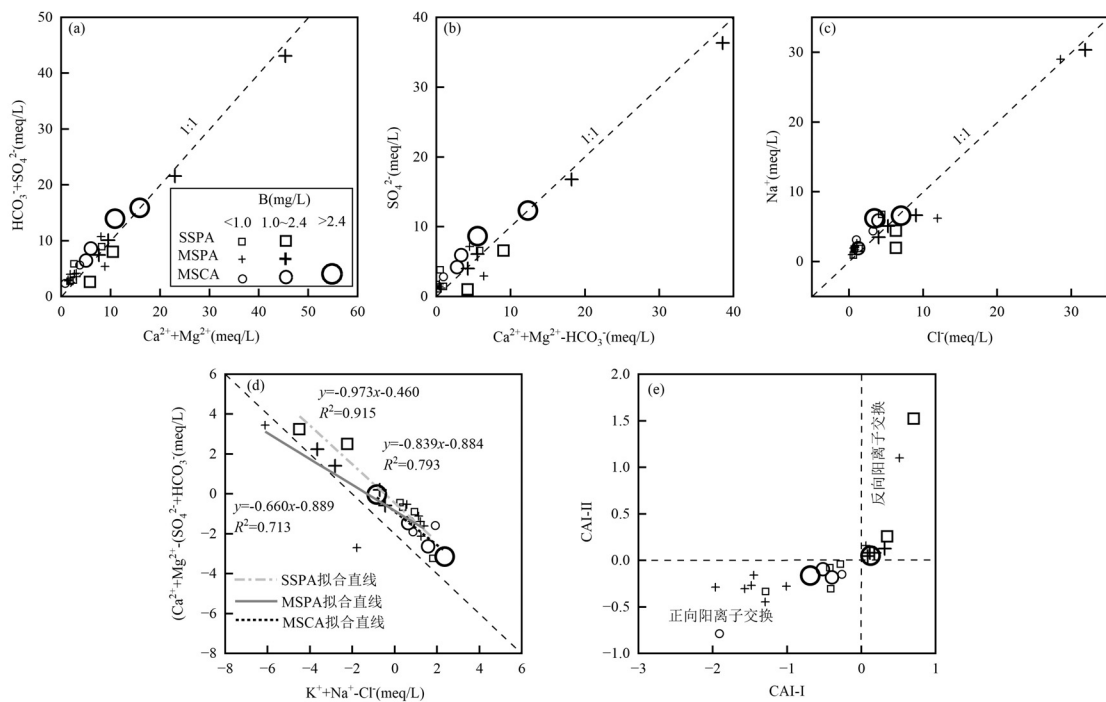 (a)
50
40
30
20
10
0
HCO₃⁻+SO₄²⁻(meq/L)
1:1
B(mg/L)
<1.0 1.0~2.4 >2.4
SSPA
MSPA
MSCA
0 10 20 30 40 50 60
Ca²⁺+Mg²⁺(meq/L)
(b)
40
30
20
10
0
SO₄²⁻(meq/L)
1:1
0 10 20 30 40
Ca²⁺+Mg²⁺-HCO₃⁻(meq/L)
(c)
30
20
10
0
Na⁺(meq/L)
1:1
0 10 20 30
Cl⁻(meq/L)
(d)
6
4
2
0
−2
−4
−6
−8
(Ca²⁺+Mg²⁺-(SO₄²⁻+HCO₃⁻)(meq/L)
y=-0.973x-0.460
R²=0.915
y=-0.839x-0.884
R²=0.793
y=-0.660x-0.889
R²=0.713
SSPA拟合直线
MSPA拟合直线
MSCA拟合直线
−8 −6 −4 −2 0 2 4 6
K⁺+Na⁺-Cl⁻(meq/L)
(e)
2.0
1.5
1.0
0.5
0.0
−0.5
−1.0
CAI-II
反向阳离子交换
正向阳离子交换
−3 −2 −1 0 1
CAI-I